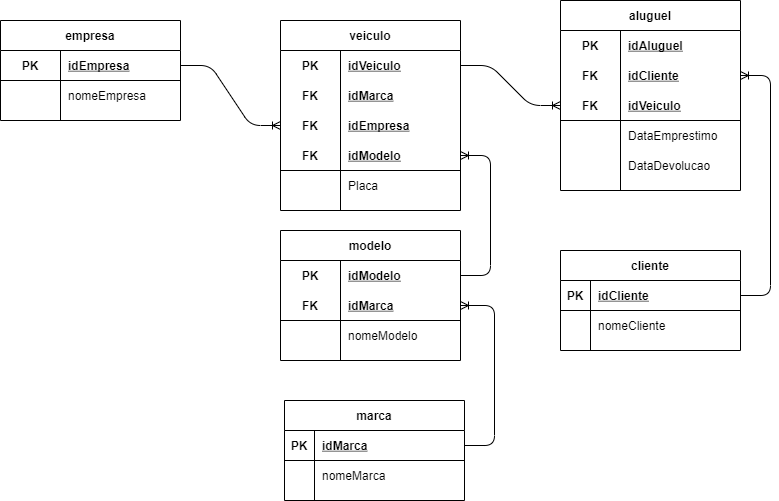 empresa
PK idEmpresa
nomeEmpresa
veiculo
PK idVeiculo
FK idMarca
FK idEmpresa
FK idModelo
Placa
aluguel
PK idAluguel
FK idCliente
FK idVeiculo
DataEmprestimo
DataDevolucao
modelo
PK idModelo
FK idMarca
nomeModelo
cliente
PK idCliente
nomeCliente
marca
PK idMarca
nomeMarca